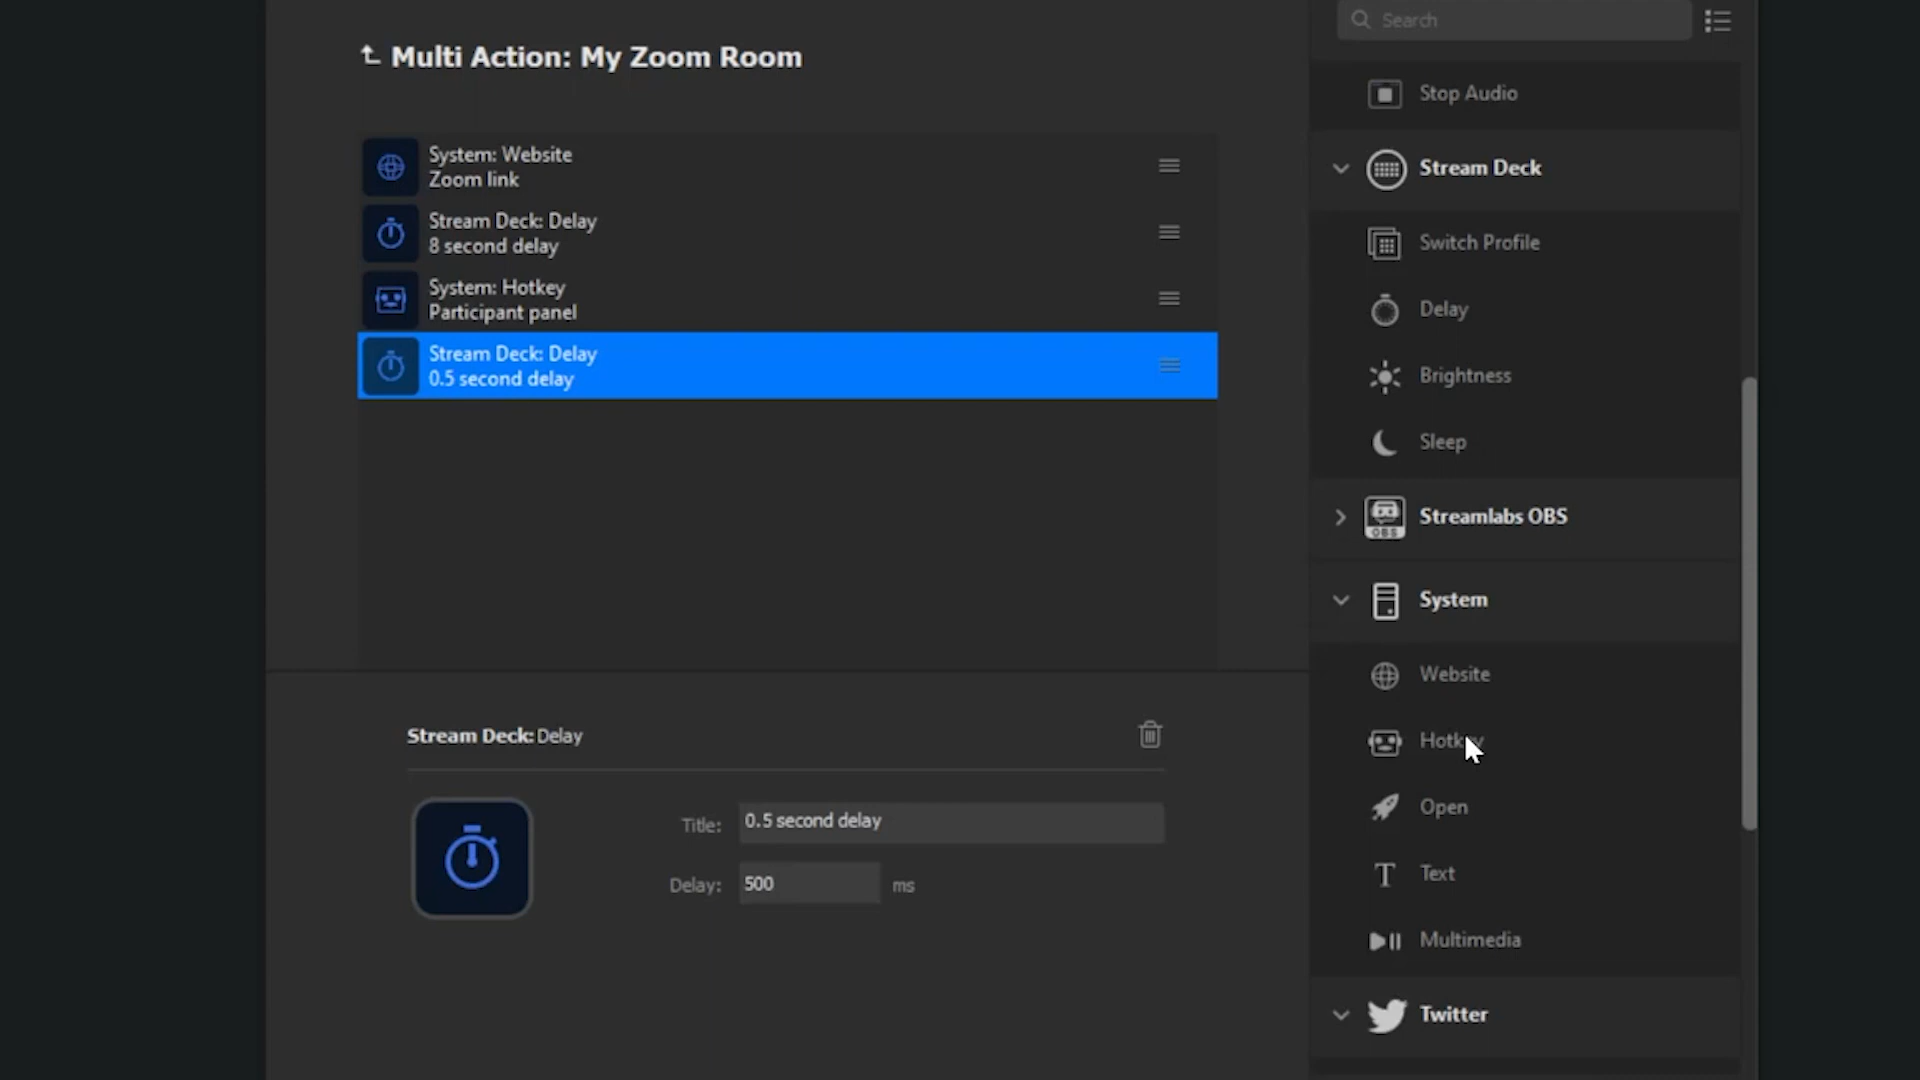 Multi Action: My Zoom Room
System: Website
Zoom link
Stream Deck: Delay
8 second delay
System: Hotkey
Participant panel
Stream Deck: Delay
0.5 second delay
Stream Deck: Delay
Title: 0.5 second delay
Delay: 500 ms
Search
Stop Audio
Stream Deck
Switch Profile
Delay
Brightness
Sleep
OBS
Streamlabs OBS
System
Website
Hotkey
Open
Text
Multimedia
Twitter